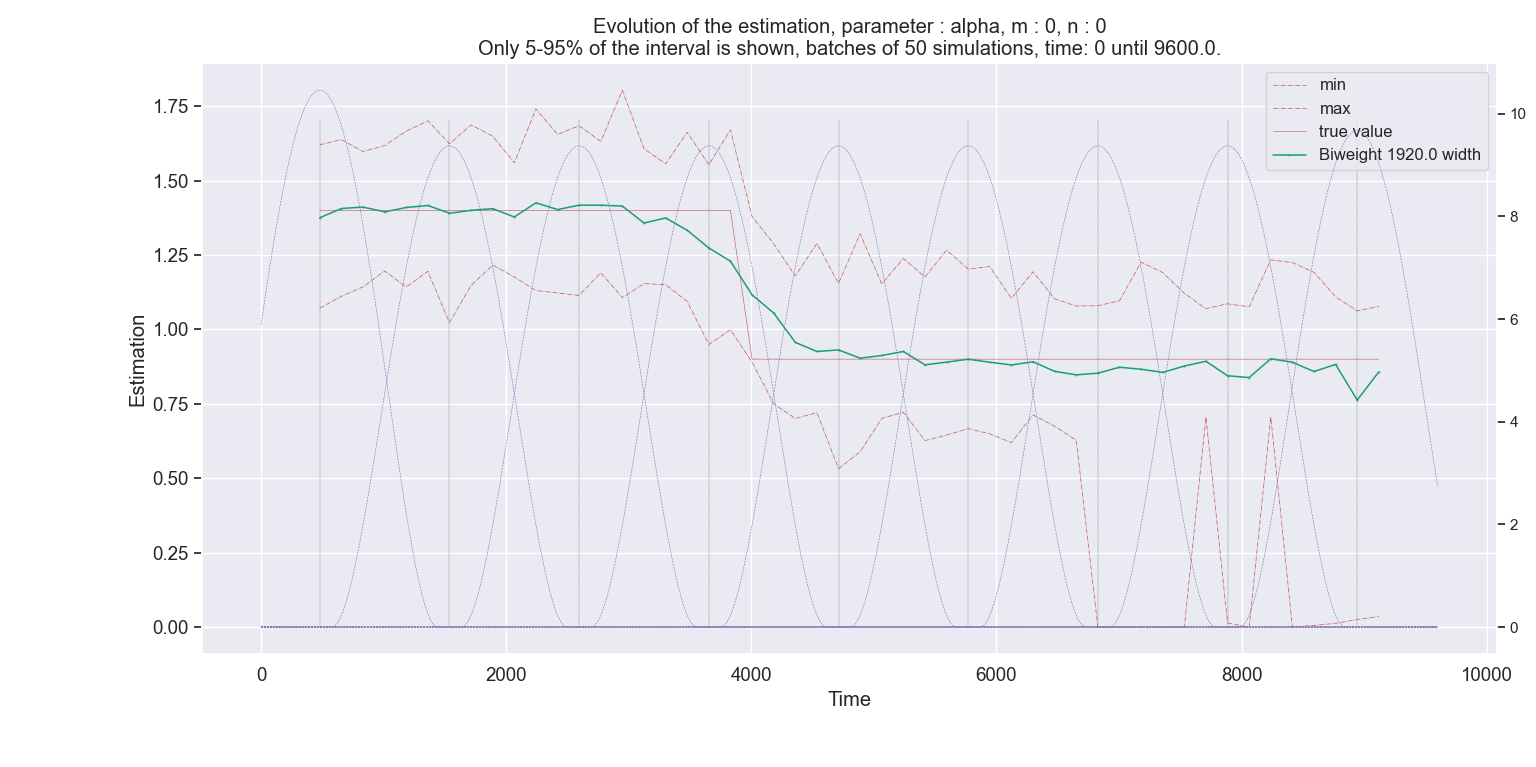 Evolution of the estimation, parameter : alpha, m : 0, n : 0
Only 5-95% of the interval is shown, batches of 50 simulations, time: 0 until 9600.0.
min
max
true value
Biweight 1920.0 width
Estimation
1.75
1.50
1.25
1.00
0.75
0.50
0.25
0.00
10
8
6
4
2
0
0
2000
4000
6000
8000
10000
Time